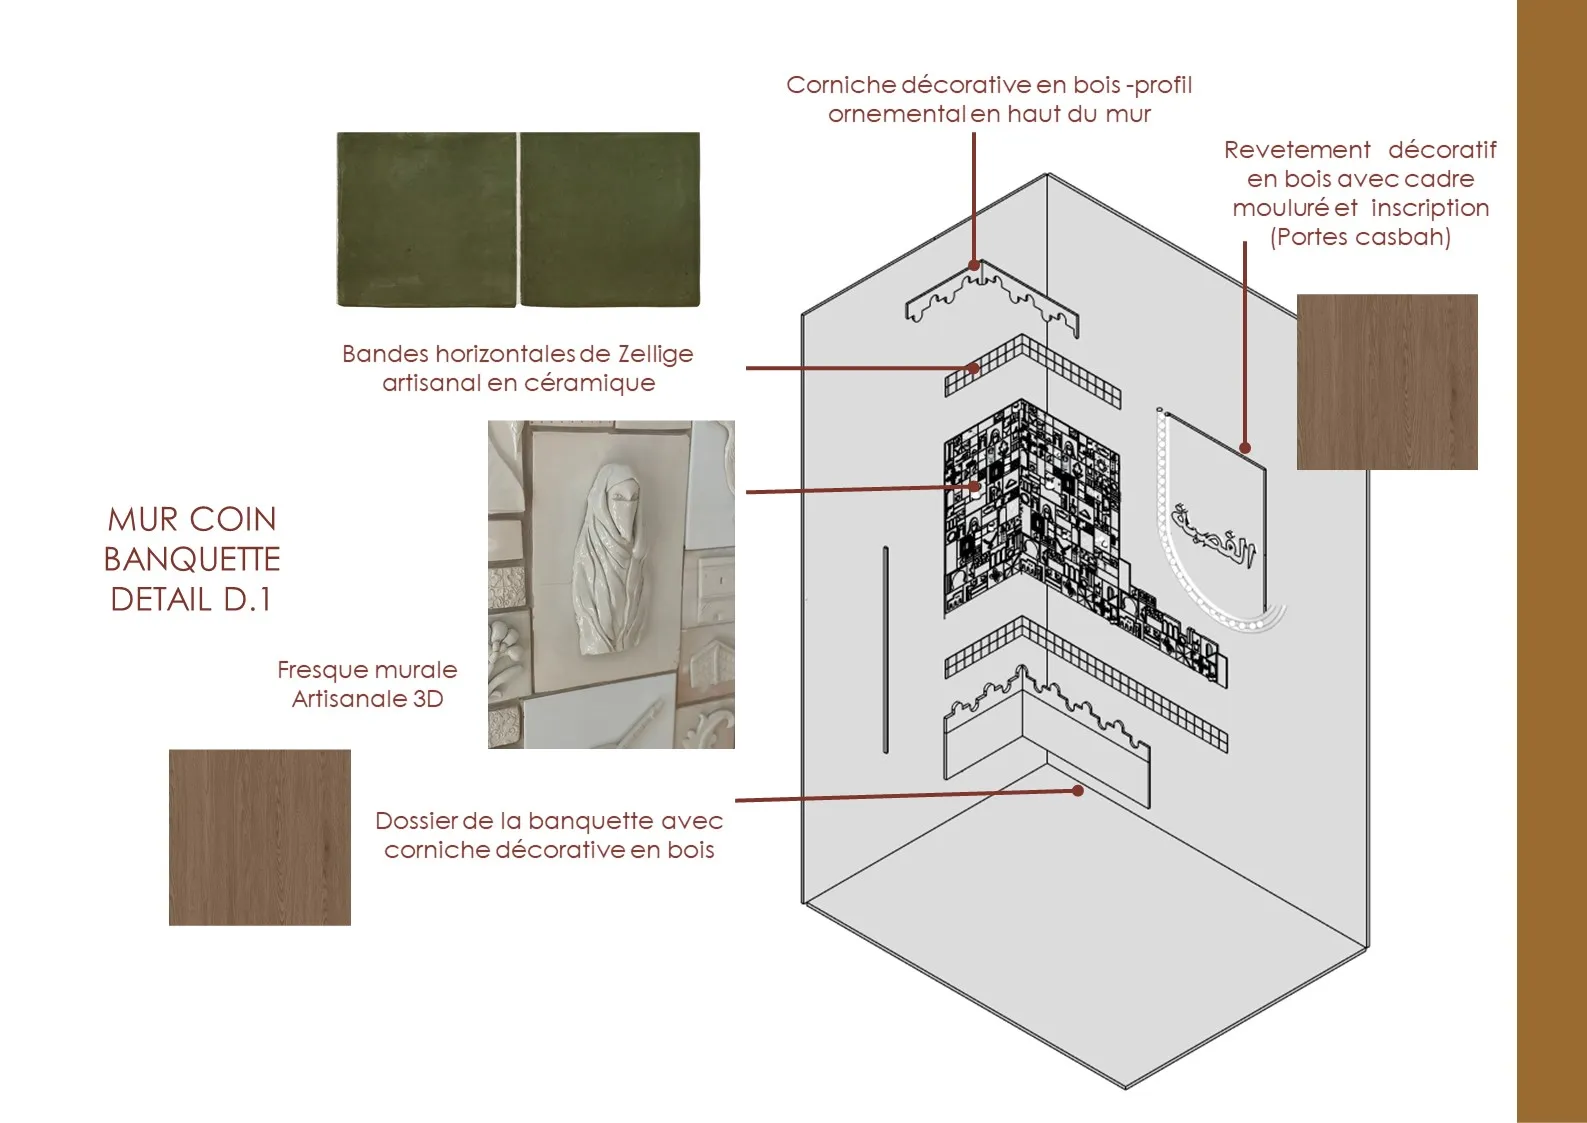 Corniche décorative en bois -profil
ornemental en haut du mur
Revetement décoratif
en bois avec cadre
mouluré et inscription
(Portes casbah)
Bandes horizontales de Zellige
artisanal en céramique
MUR COIN
BANQUETTE
DETAIL D.1
القصبة
Fresque murale
Artisanale 3D
Dossier de la banquette avec
corniche décorative en bois